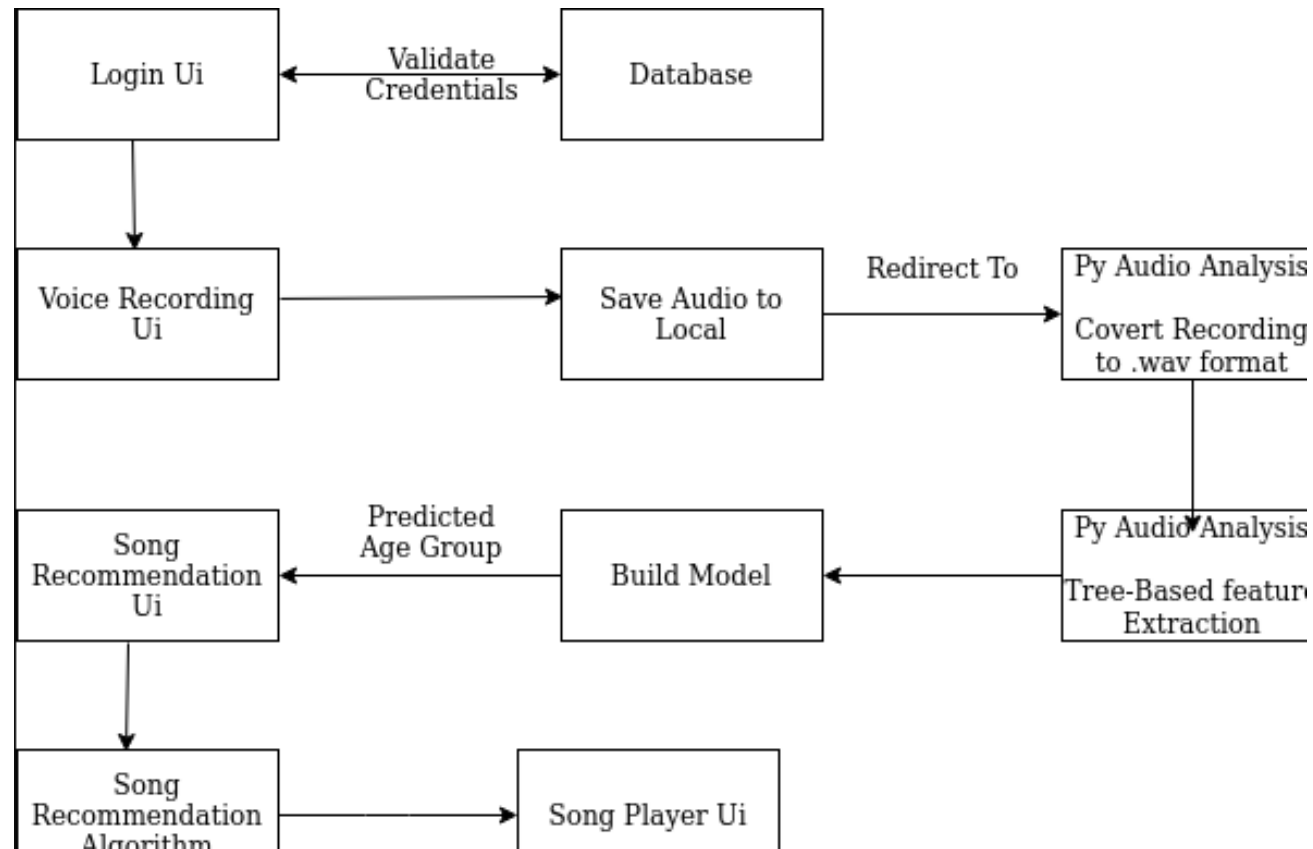 Login Ui
Validate
Credentials
Database
Voice Recording
Ui
Save Audio to
Local
Redirect To
Py Audio Analysis
Covert Recording
to .wav format
Song
Recommendation
Ui
Predicted
Age Group
Build Model
Py Audio Analysis
Tree-Based feature
Extraction
Song
Recommendation
Algorithm
Song Player Ui